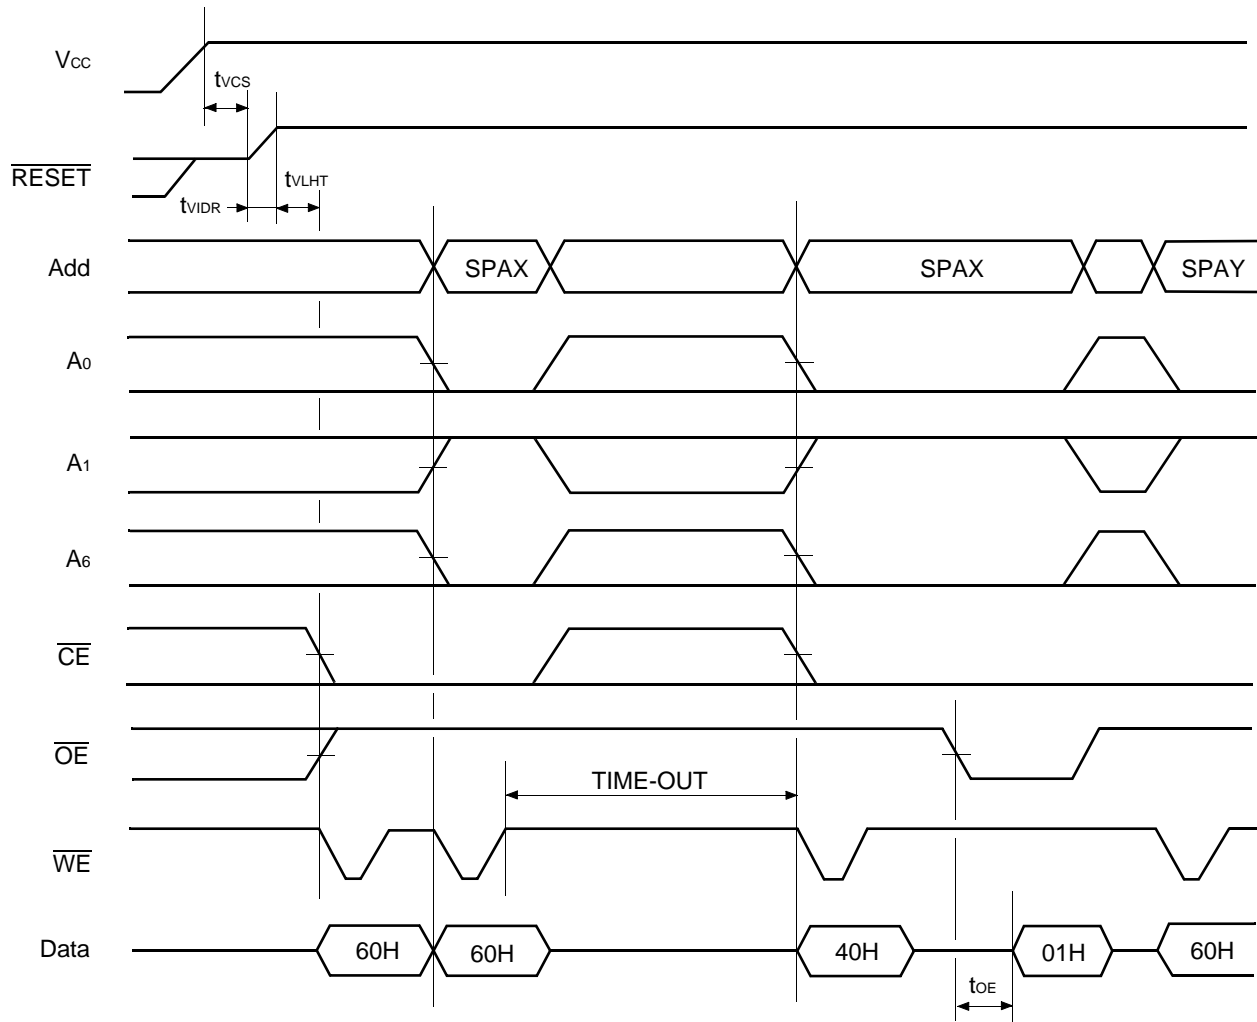 VCC
tVCS
RESET
tVLHT
tVIDR
Add SPAX SPAX SPAY
A0
A1
A6
CE
OE
TIME-OUT
WE
Data 60H 60H 40H 01H 60H
tOE